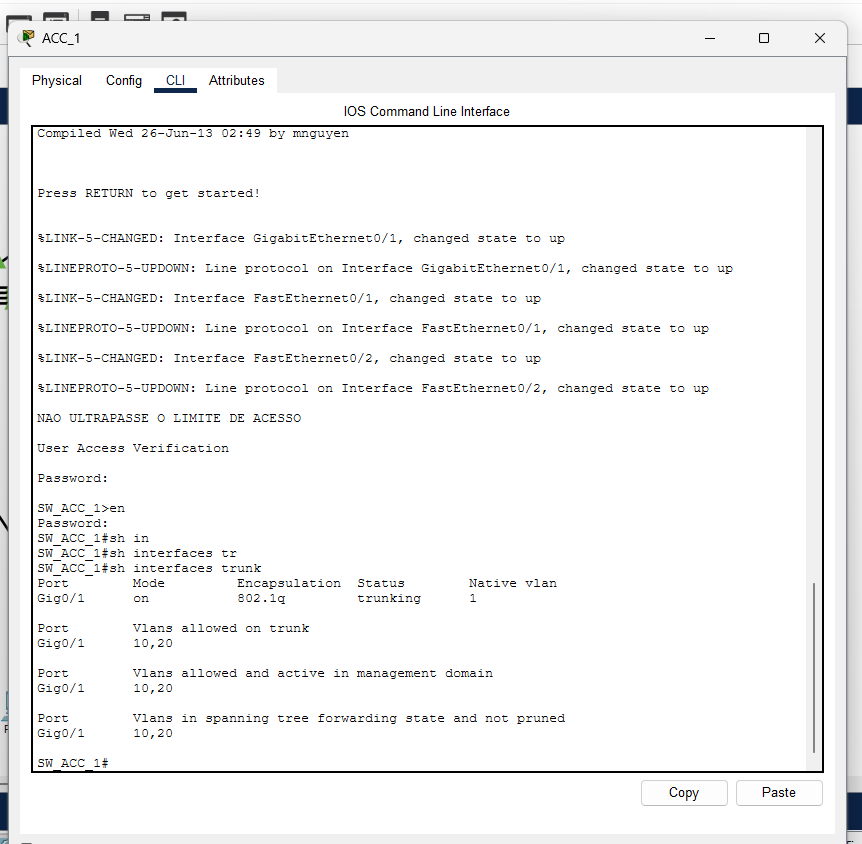 ACC_1
Physical Config CLI Attributes
IOS Command Line Interface
Compiled Wed 26-Jun-13 02:49 by mnguyen
Press RETURN to get started!
%LINK-5-CHANGED: Interface GigabitEthernet0/1, changed state to up
%LINEPROTO-5-UPDOWN: Line protocol on Interface GigabitEthernet0/1, changed state to up
%LINK-5-CHANGED: Interface FastEthernet0/1, changed state to up
%LINEPROTO-5-UPDOWN: Line protocol on Interface FastEthernet0/1, changed state to up
%LINK-5-CHANGED: Interface FastEthernet0/2, changed state to up
%LINEPROTO-5-UPDOWN: Line protocol on Interface FastEthernet0/2, changed state to up
NAO ULTRAPASSE O LIMITE DE ACESSO
User Access Verification
Password:
SW_ACC_1>en
Password:
SW_ACC_1#sh in
SW_ACC_1#sh interfaces tr
SW_ACC_1#sh interfaces trunk
Port        Mode         Encapsulation  Status        Native vlan
Gig0/1      on           802.1q         trunking      1
Port        Vlans allowed on trunk
Gig0/1      10,20
Port        Vlans allowed and active in management domain
Gig0/1      10,20
Port        Vlans in spanning tree forwarding state and not pruned
Gig0/1      10,20
SW_ACC_1#
Copy Paste